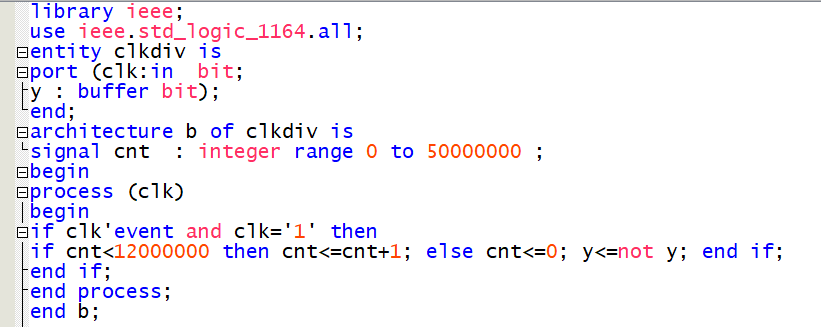 library ieee;
use ieee.std_logic_1164.all;
entity clkdiv is
port (clk:in  bit;
y : buffer bit);
end;
architecture b of clkdiv is
signal cnt  : integer range 0 to 50000000 ;
begin
process (clk)
begin
if clk'event and clk='1' then
if cnt<12000000 then cnt<=cnt+1; else cnt<=0; y<=not y; end if;
end if;
end process;
end b;